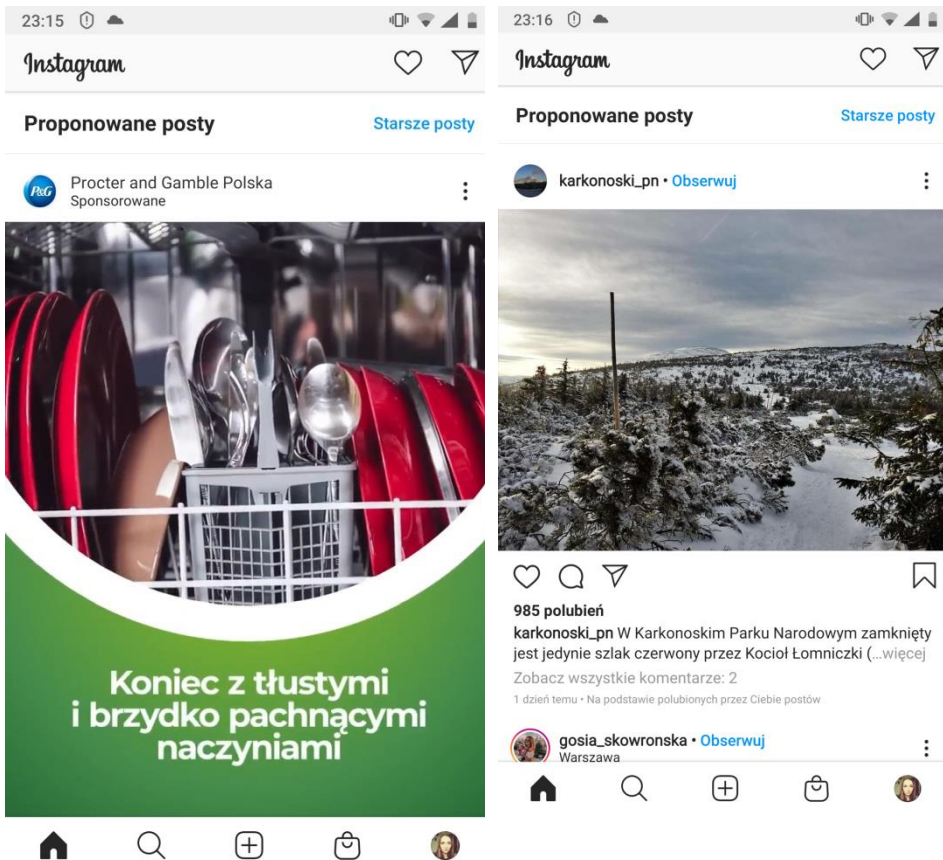 23:15
Instagram
Proponowane posty Starsze posty
P&G
Procter and Gamble Polska
Sponsorowane
Koniec z tłustymi
i brzydko pachnącymi
naczyniami
23:16
Instagram
Proponowane posty Starsze posty
karkonoski_pn • Obserwuj
985 polubień
karkonoski_pn W Karkonoskim Parku Narodowym zamknięty
jest jedynie szlak czerwony przez Kocioł Łomniczki (...więcej
Zobacz wszystkie komentarze: 2
1 dzień temu • Na podstawie polubionych przez Ciebie postów
gosia_skowronska • Obserwuj
Warszawa